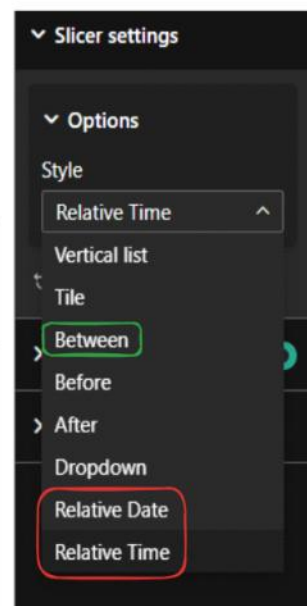 Slicer settings
Options
Style
Relative Time
Vertical list
Tile
Between
Before
After
Dropdown
Relative Date
Relative Time